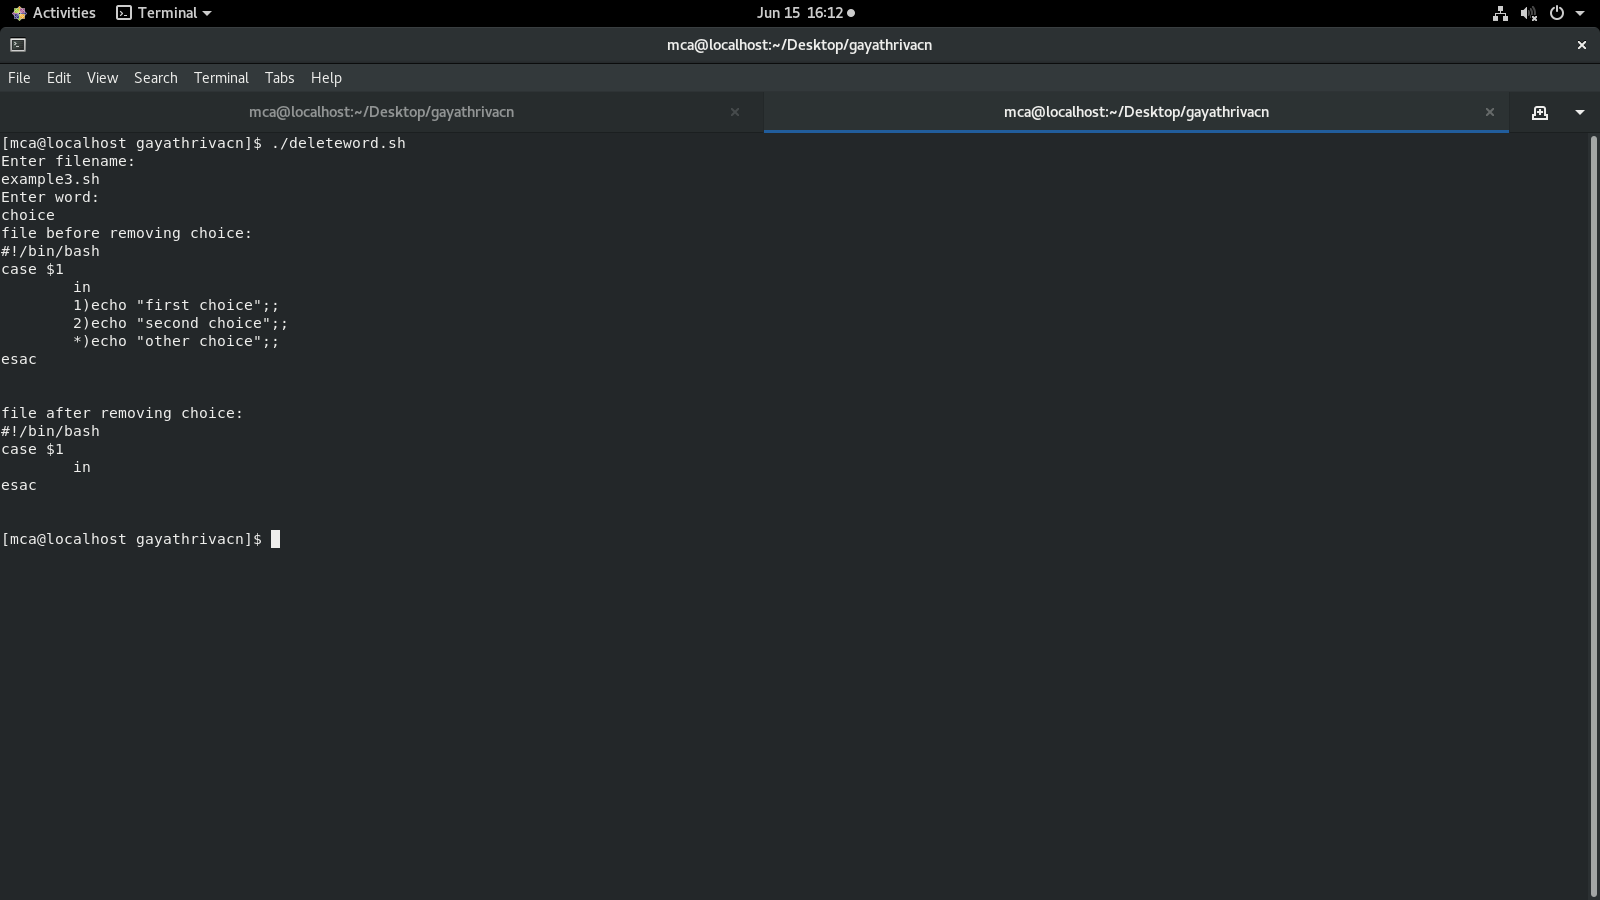 Activities Terminal Jun 15 16:12
mca@localhost:~/Desktop/gayathrivacn
File Edit View Search Terminal Tabs Help
mca@localhost:~/Desktop/gayathrivacn mca@localhost:~/Desktop/gayathrivacn
[mca@localhost gayathrivacn]$ ./deleteword.sh
Enter filename:
example3.sh
Enter word:
choice
file before removing choice:
#!/bin/bash
case $1
        in
        1)echo "first choice";;
        2)echo "second choice";;
        *)echo "other choice";;
esac
file after removing choice:
#!/bin/bash
case $1
        in
esac
[mca@localhost gayathrivacn]$